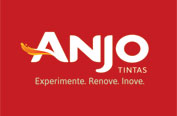 ANJO
TINTAS
Experimente. Renove. Inove.